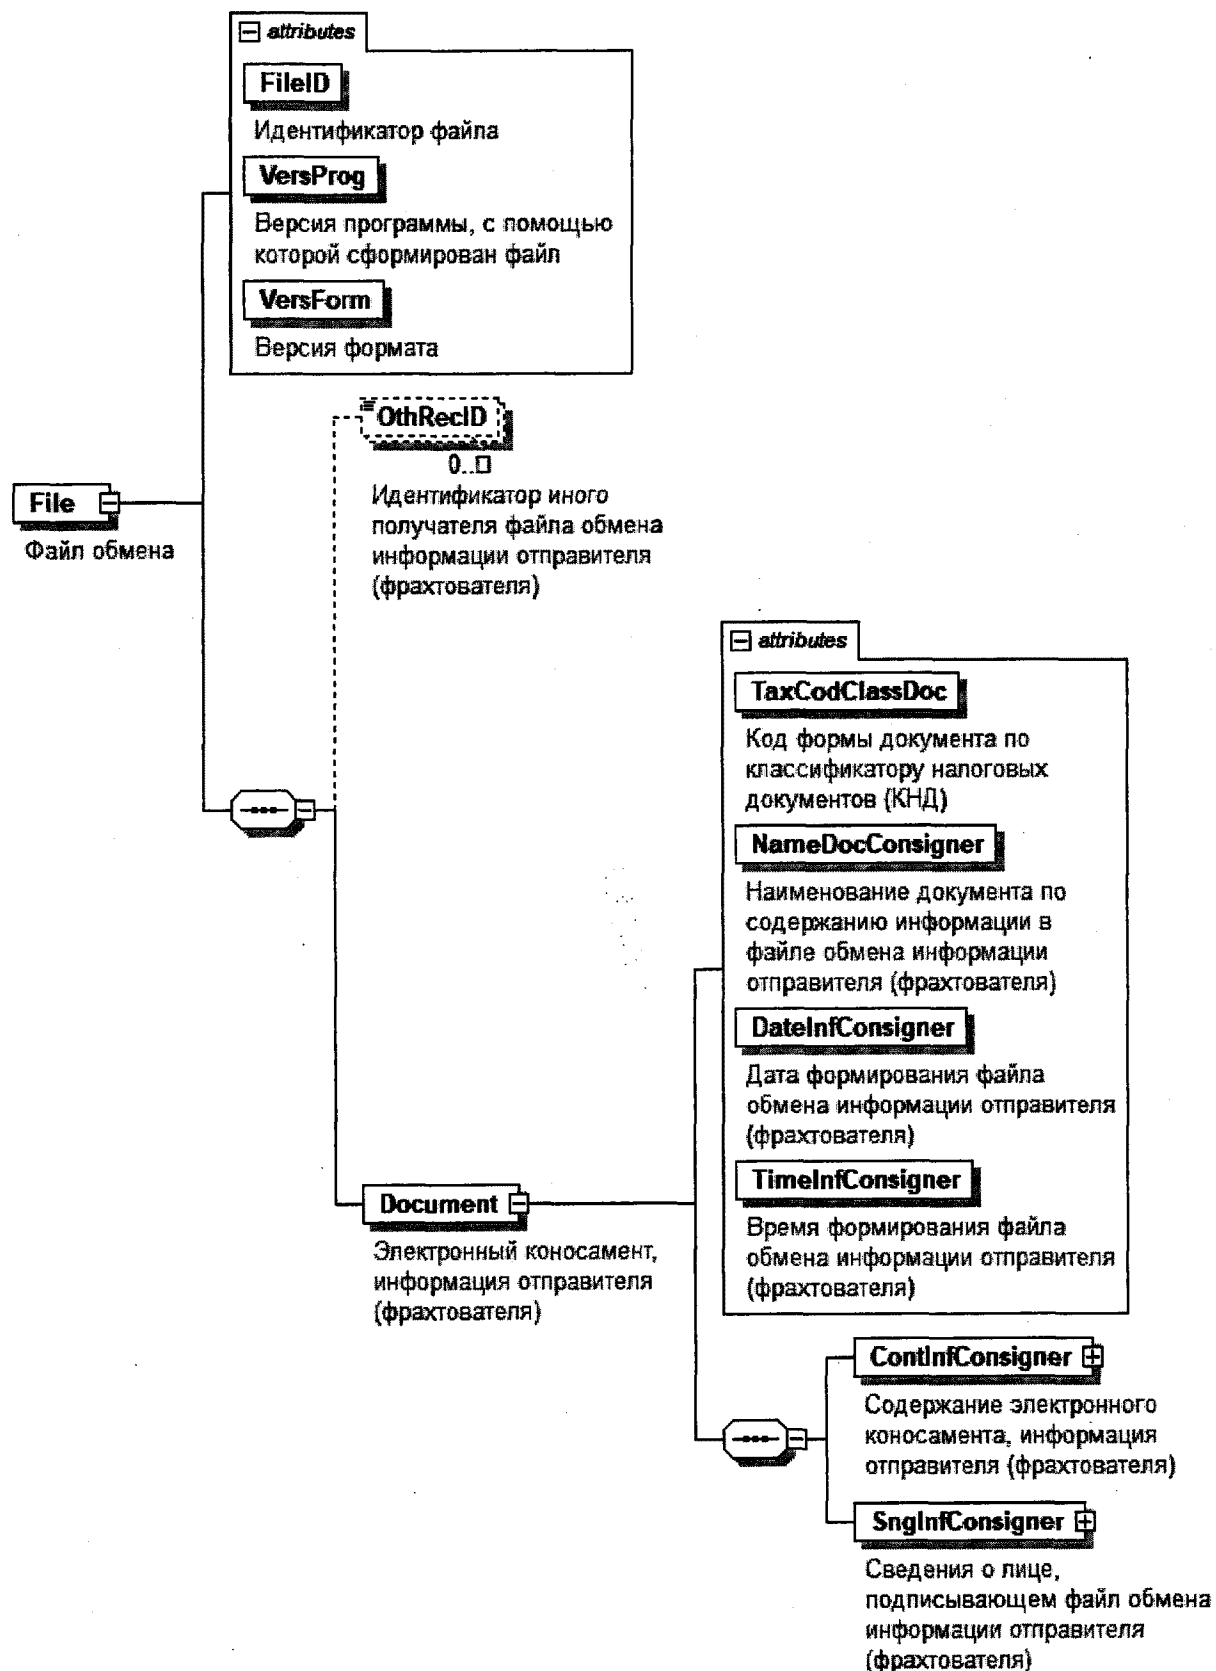 attributes
FileID
Идентификатор файла
VersProg
Версия программы, с помощью
которой сформирован файл
VersForm
Версия формата
OthRecID
0..□
Идентификатор иного
получателя файла обмена
информации отправителя
(фрахтователя)
File
Файл обмена
attributes
TaxCodClassDoc
Код формы документа по
классификатору налоговых
документов (КНД)
NameDocConsigner
Наименование документа по
содержанию информации в
файле обмена информации
отправителя (фрахтователя)
DateInfConsigner
Дата формирования файла
обмена информации отправителя
(фрахтователя)
TimeInfConsigner
Время формирования файла
обмена информации отправителя
(фрахтователя)
Document
Электронный коносамент,
информация отправителя
(фрахтователя)
ContInfConsigner
Содержание электронного
коносамента, информация
отправителя (фрахтователя)
SngInfConsigner
Сведения о лице,
подписывающем файл обмена
информации отправителя
(фрахтователя)